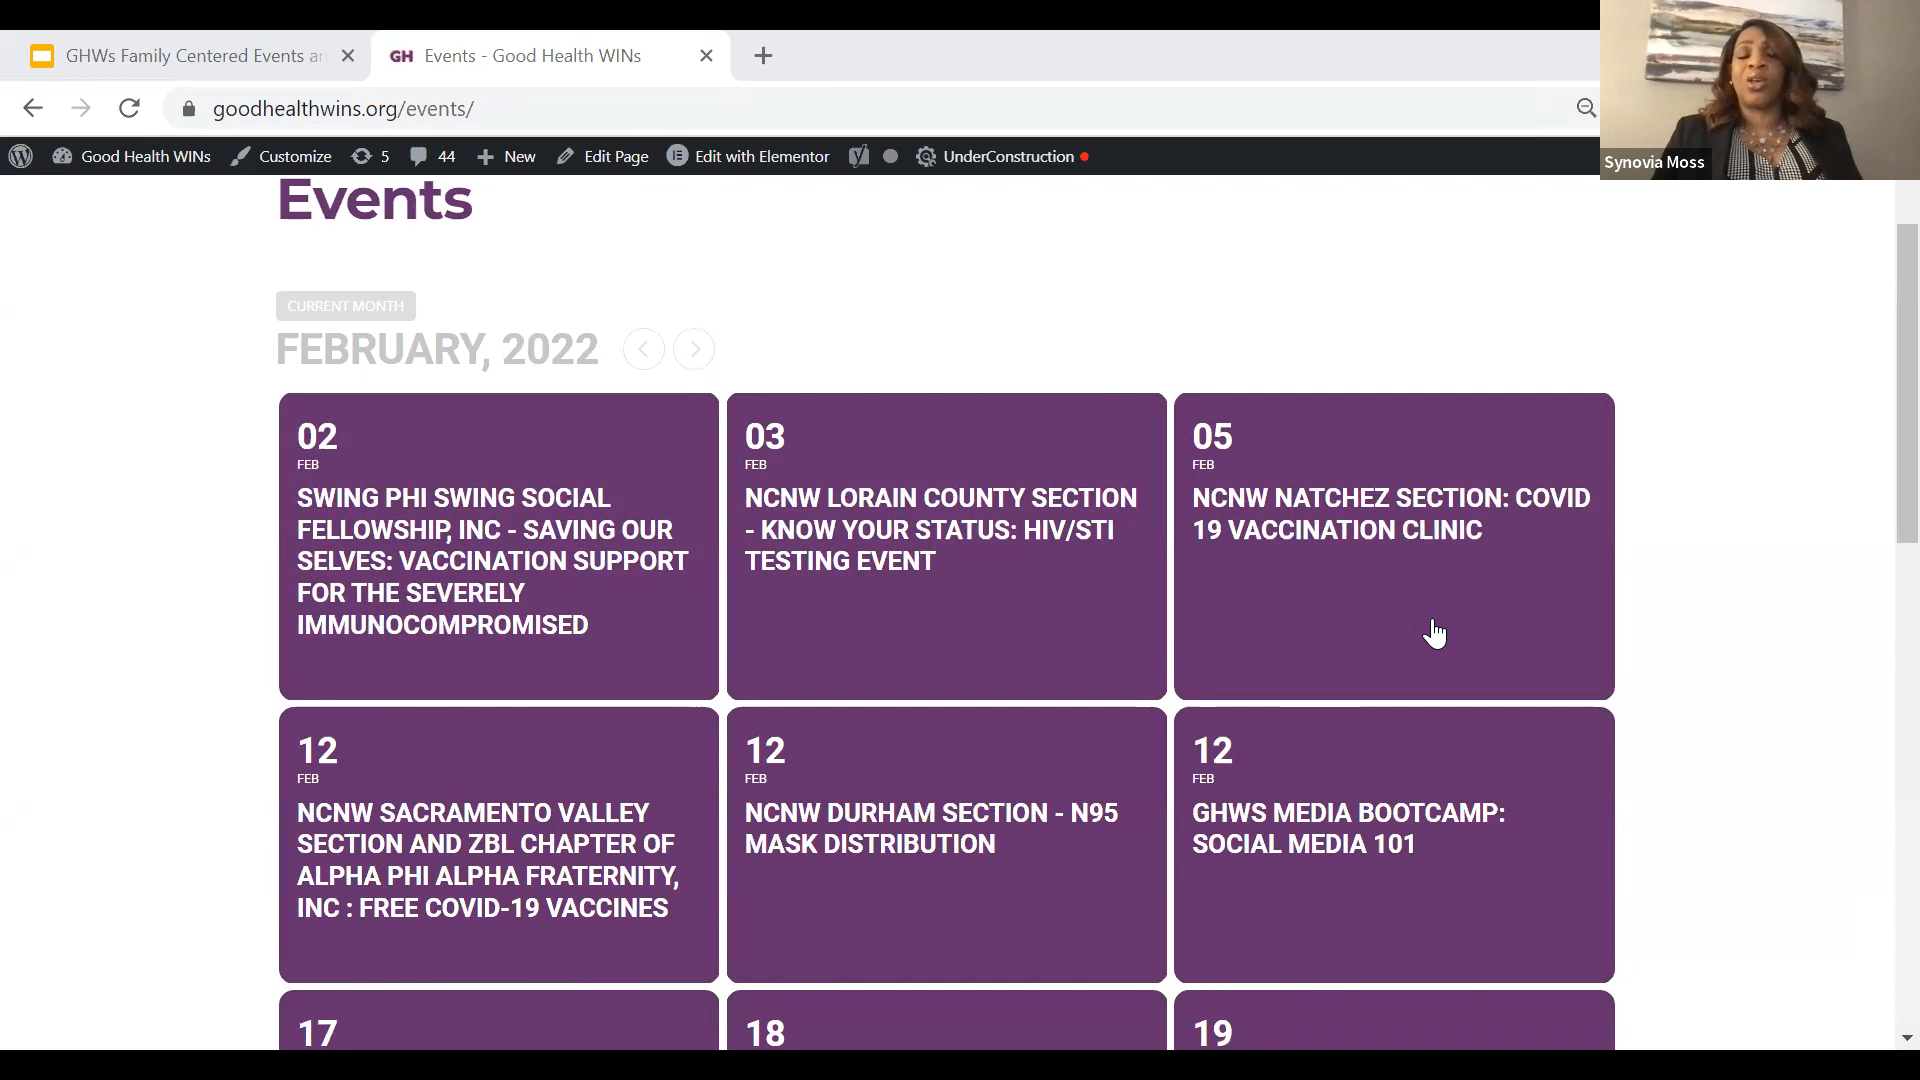 GHWs Family Centered Events
GH Events - Good Health WINs
goodhealthwins.org/events/
Good Health WINs Customize 5 44 New Edit Page Edit with Elementor UnderConstruction
Synovia Moss
Events
CURRENT MONTH
FEBRUARY, 2022
02
FEB
SWING PHI SWING SOCIAL
FELLOWSHIP, INC - SAVING OUR
SELVES: VACCINATION SUPPORT
FOR THE SEVERELY
IMMUNOCOMPROMISED
03
FEB
NCNW LORAIN COUNTY SECTION
- KNOW YOUR STATUS: HIV/STI
TESTING EVENT
05
FEB
NCNW NATCHEZ SECTION: COVID
19 VACCINATION CLINIC
12
FEB
NCNW SACRAMENTO VALLEY
SECTION AND ZBL CHAPTER OF
ALPHA PHI ALPHA FRATERNITY,
INC : FREE COVID-19 VACCINES
12
FEB
NCNW DURHAM SECTION - N95
MASK DISTRIBUTION
12
FEB
GHWS MEDIA BOOTCAMP:
SOCIAL MEDIA 101
17
18
19